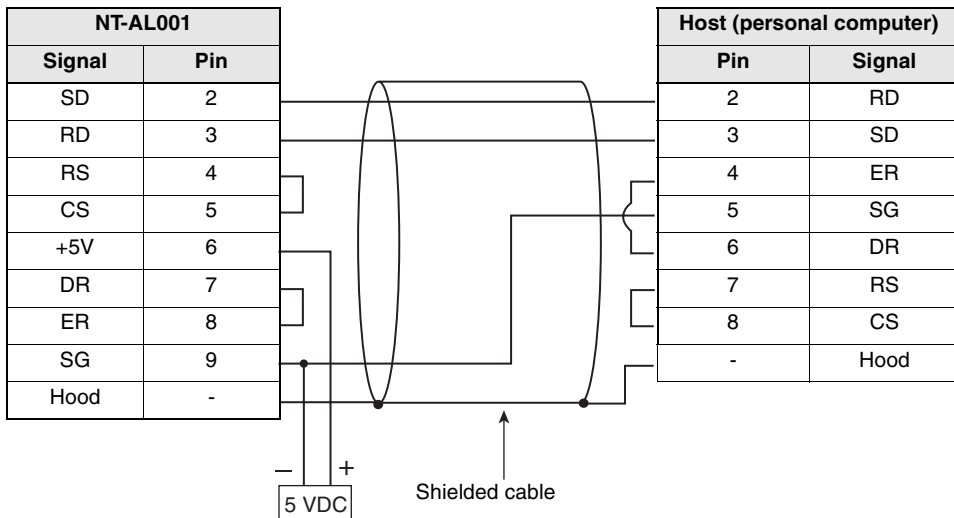 NT-AL001 Host (personal computer)
Signal Pin Pin Signal
SD 2 2 RD
RD 3 3 SD
RS 4 4 ER
CS 5 5 SG
+5V 6 6 DR
DR 7 7 RS
ER 8 8 CS
SG 9 - Hood
Hood -
– +
5 VDC Shielded cable